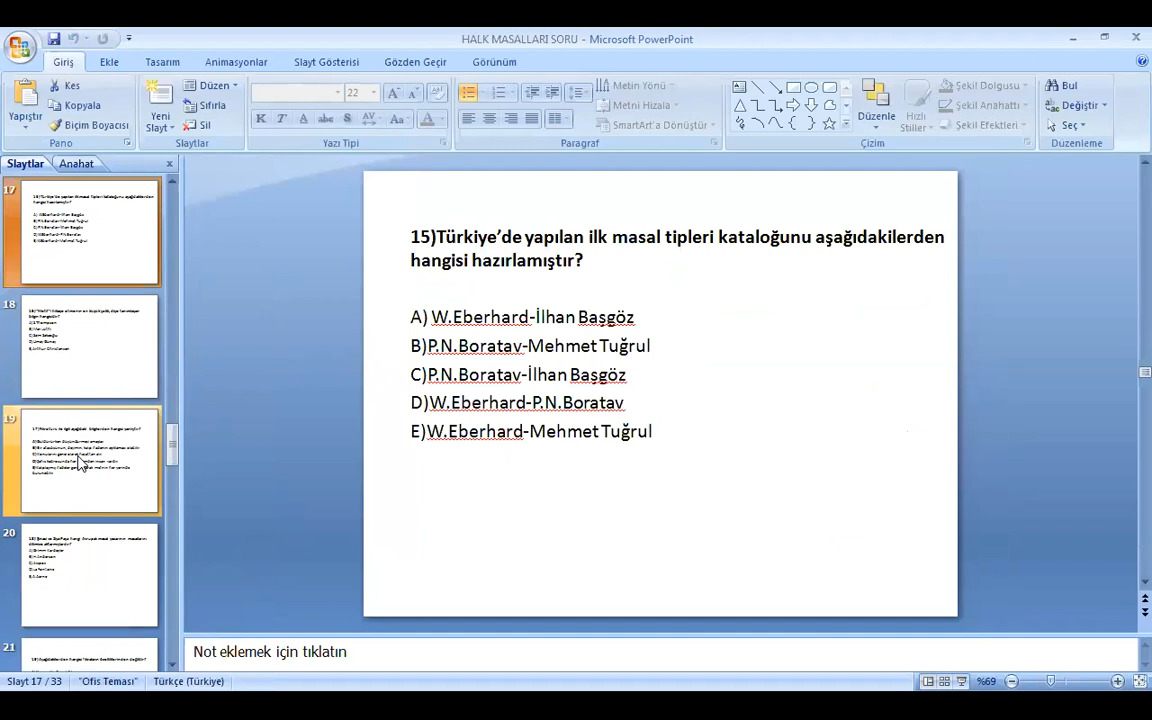 HALK MASALLARI SORU - Microsoft PowerPoint
Giriş Ekle Tasarım Animasyonlar Slayt Gösterisi Gözden Geçir Görünüm
Yapıştır
Kes
Kopyala
Biçim Boyacısı
Pano
Yeni
Slayt
Düzen
Sıfırla
Sil
Slaytlar
22
K T A abc S AV Aa A
Yazı Tipi
Metin Yönü
Metni Hizala
SmartArt'a Dönüştür
Paragraf
Düzenle
Hızlı
Stiller
Şekil Dolgusu
Şekil Anahattı
Şekil Efektleri
Çizim
Bul
Değiştir
Seç
Düzenleme
Slaytlar Anahat
17
18
19
20
21
15)Türkiye'de yapılan ilk masal tipleri kataloğunu aşağıdakilerden
hangisi hazırlamıştır?
A) W.Eberhard-İlhan Başgöz
B)P.N.Boratav-Mehmet Tuğrul
C)P.N.Boratav-İlhan Başgöz
D)W.Eberhard-P.N.Boratav
E)W.Eberhard-Mehmet Tuğrul
Not eklemek için tıklatın
Slayt 17 / 33 "Ofis Teması" Türkçe (Türkiye) %69